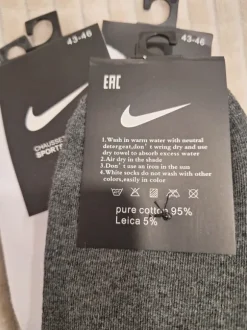 43-46
43-46
CHAUSSET
SPORTS
EAC
1.Wash in warm water with neutral
detergent,don't wring dry and use
dry towel to absorb excess water
2.Air dry in the shade
3.Don't use an iron in the sun
4.White socks do not wash with other
colors,easily in color
pure cotton 95%
Leica 5%